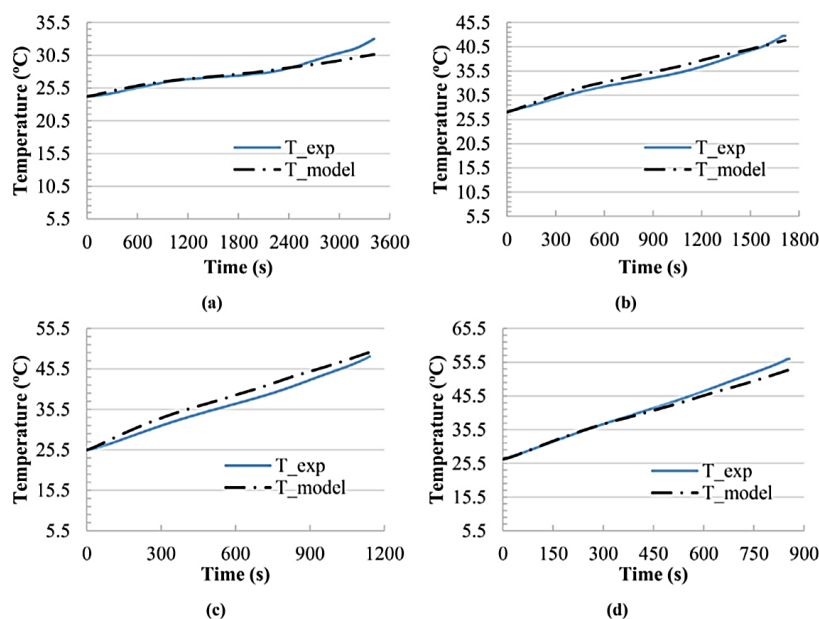 35.5
30.5
25.5
20.5
15.5
10.5
5.5
Temperature (ºC)
T_exp
T_model
0 600 1200 1800 2400 3000 3600
Time (s)
(a)
45.5
40.5
35.5
30.5
25.5
20.5
15.5
10.5
5.5
Temperature (ºC)
T_exp
T_model
0 300 600 900 1200 1500 1800
Time (s)
(b)
55.5
45.5
35.5
25.5
15.5
5.5
Temperature (ºC)
T_exp
T_model
0 300 600 900 1200
Time (s)
(c)
65.5
55.5
45.5
35.5
25.5
15.5
5.5
Temperature (ºC)
T_exp
T_model
0 150 300 450 600 750 900
Time (s)
(d)